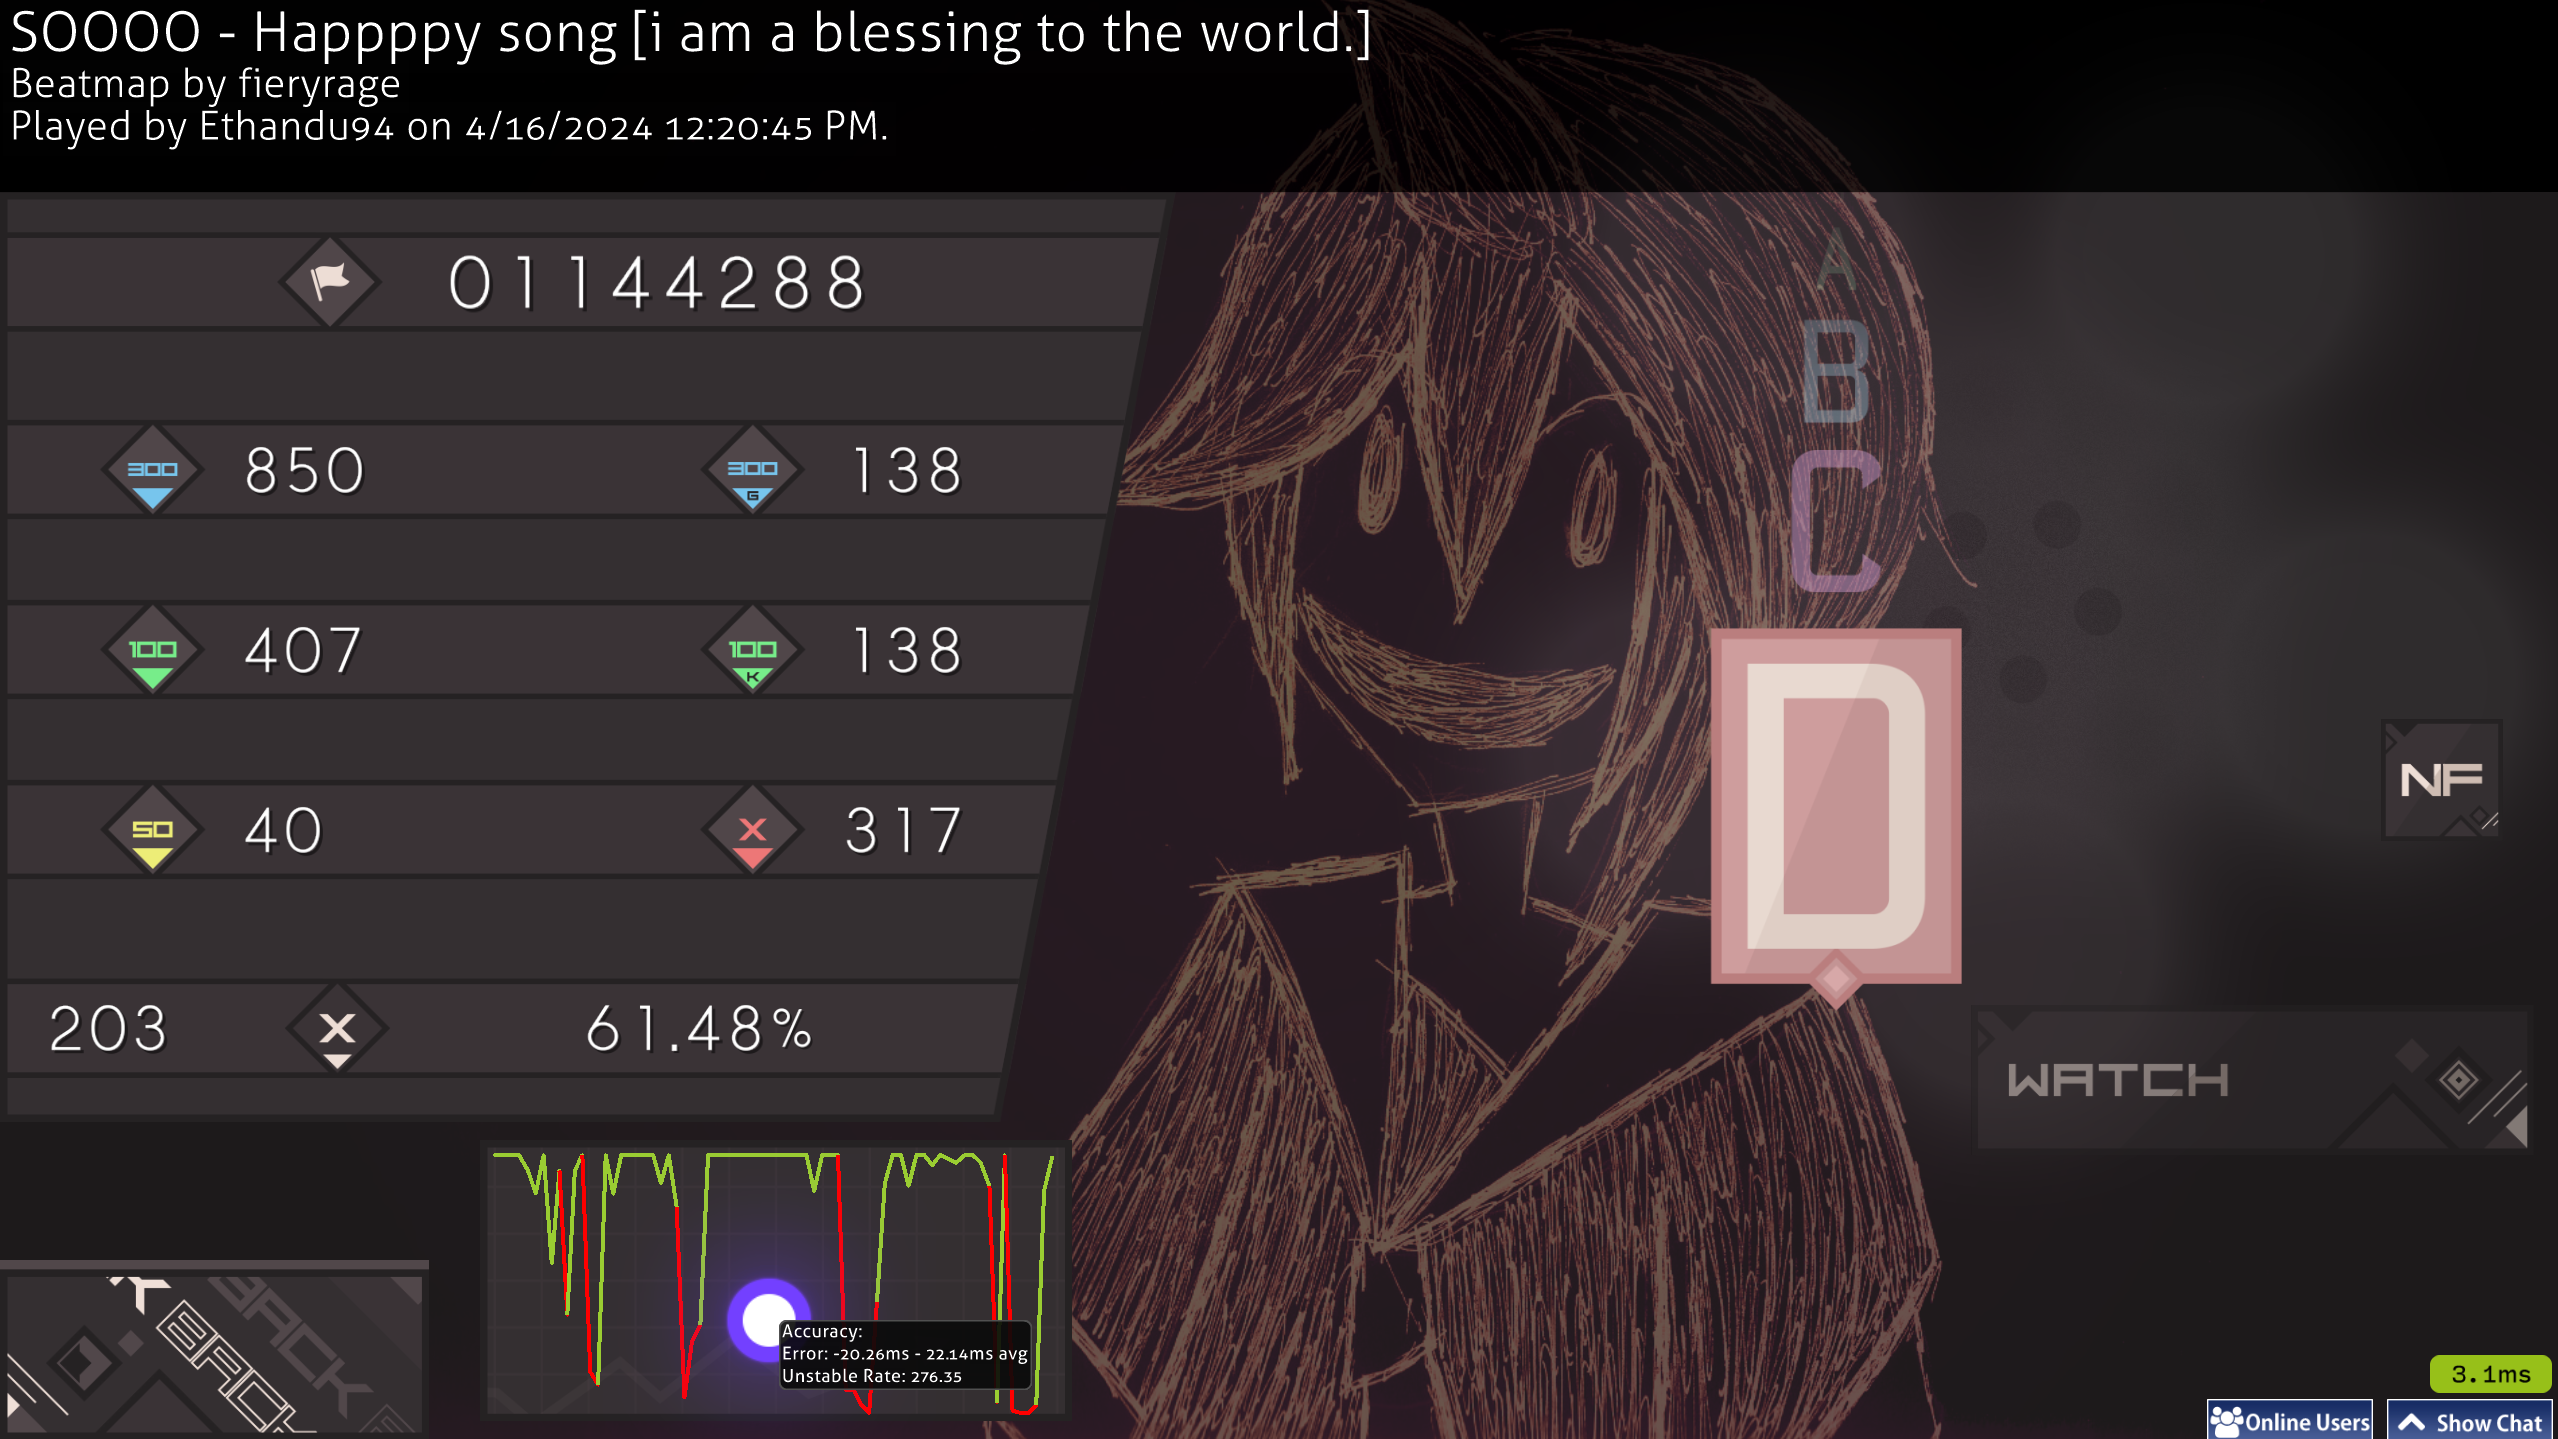 SOOOO - Happppy song [i am a blessing to the world.]
Beatmap by fieryrage
Played by Ethandu94 on 4/16/2024 12:20:45 PM.
01144288
A
B
300 850 300 G 138
C
100 407 100 K 138
D
NF
50 40 X 317
203 X 61.48%
WATCH
BACK
BACK
Accuracy:
Error: -20.26ms - 22.14ms avg
Unstable Rate: 276.35
3.1ms
Online Users
Show Chat